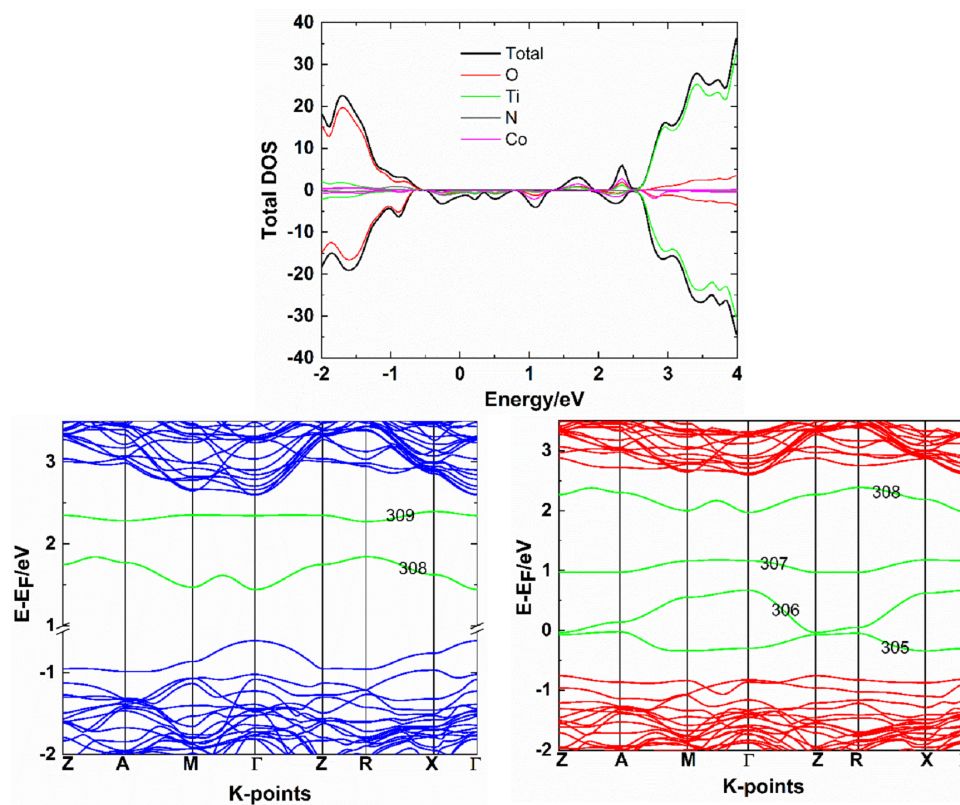 40
30
20
10
0
-10
-20
-30
-40
Total DOS
Total
O
Ti
N
Co
-2 -1 0 1 2 3 4
Energy/eV
3
2
1
-1
-2
E-EF/eV
309
308
Z A M Γ Z R X Γ
K-points
3
2
1
0
-1
-2
E-EF/eV
308
307
306
305
Z A M Γ Z R X
K-points